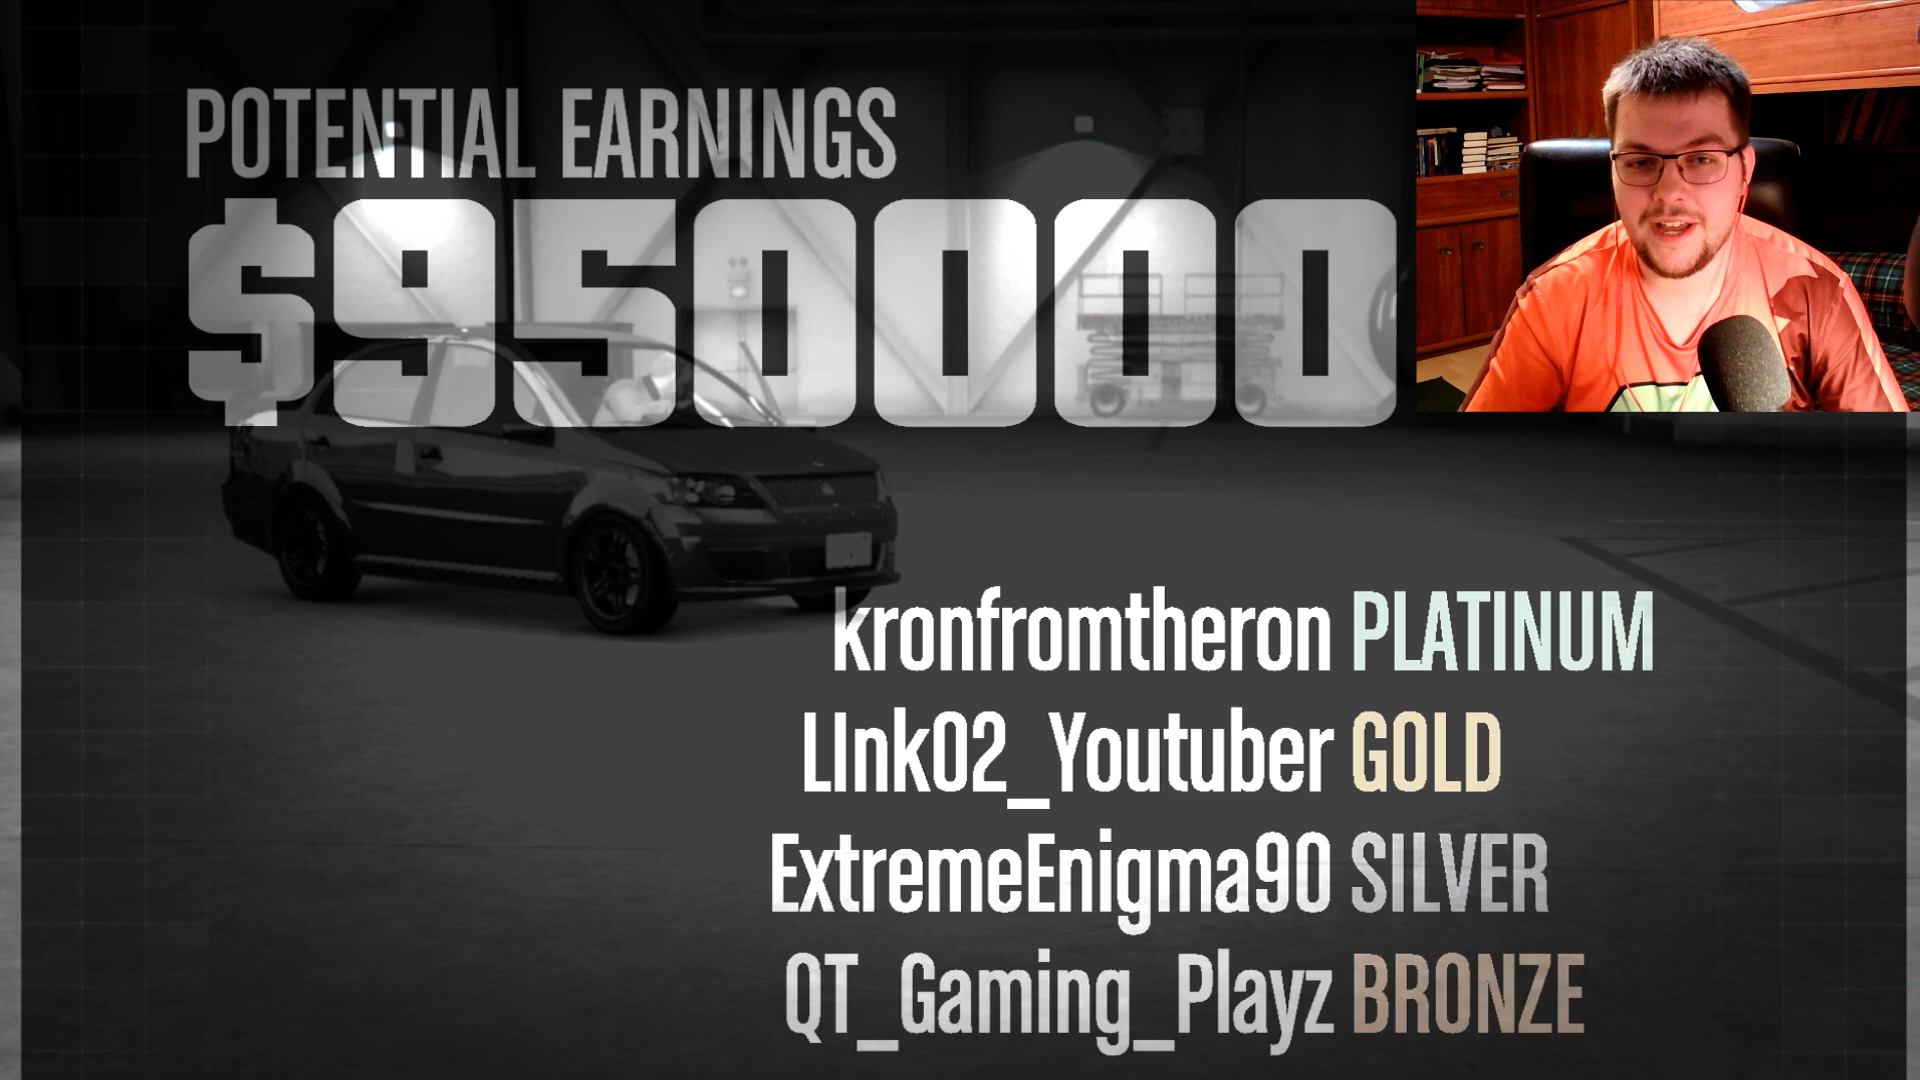 POTENTIAL EARNINGS
$950000
kronfromtheron PLATINUM
LInk02_Youtuber GOLD
ExtremeEnigma90 SILVER
QT_Gaming_Playz BRONZE